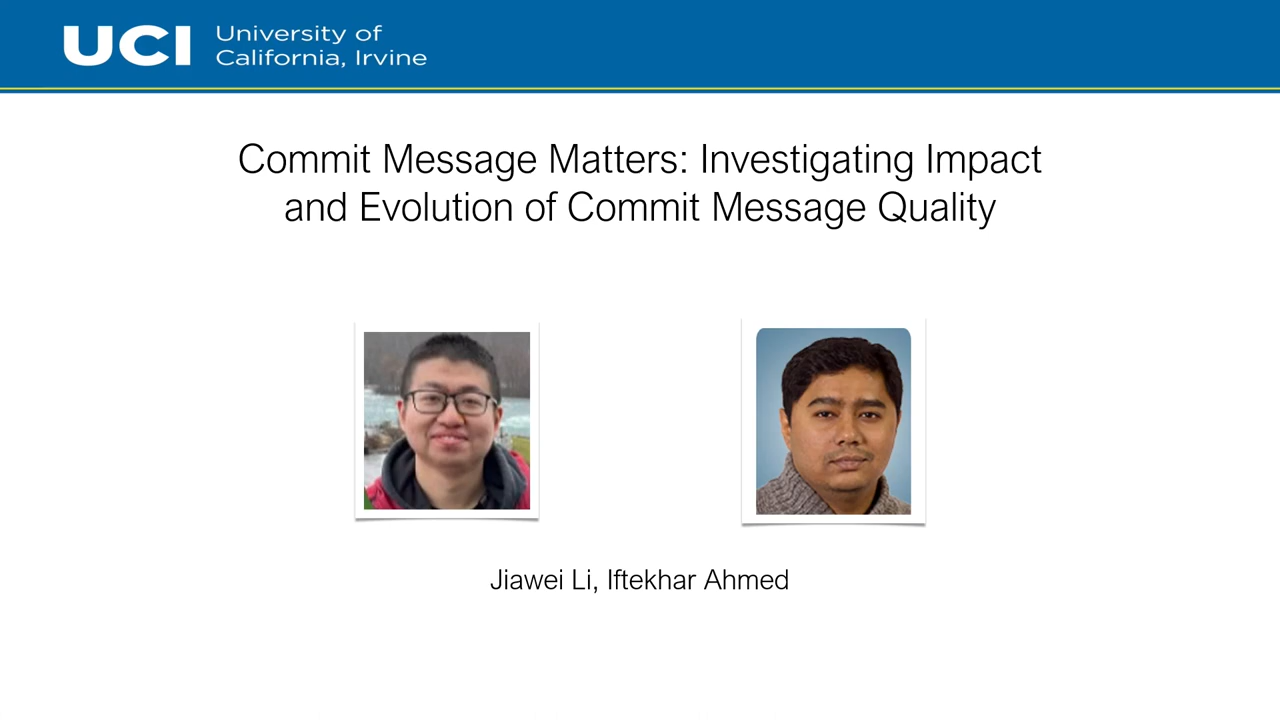 UCI
University of
California, Irvine
Commit Message Matters: Investigating Impact
and Evolution of Commit Message Quality
Jiawei Li, Iftekhar Ahmed